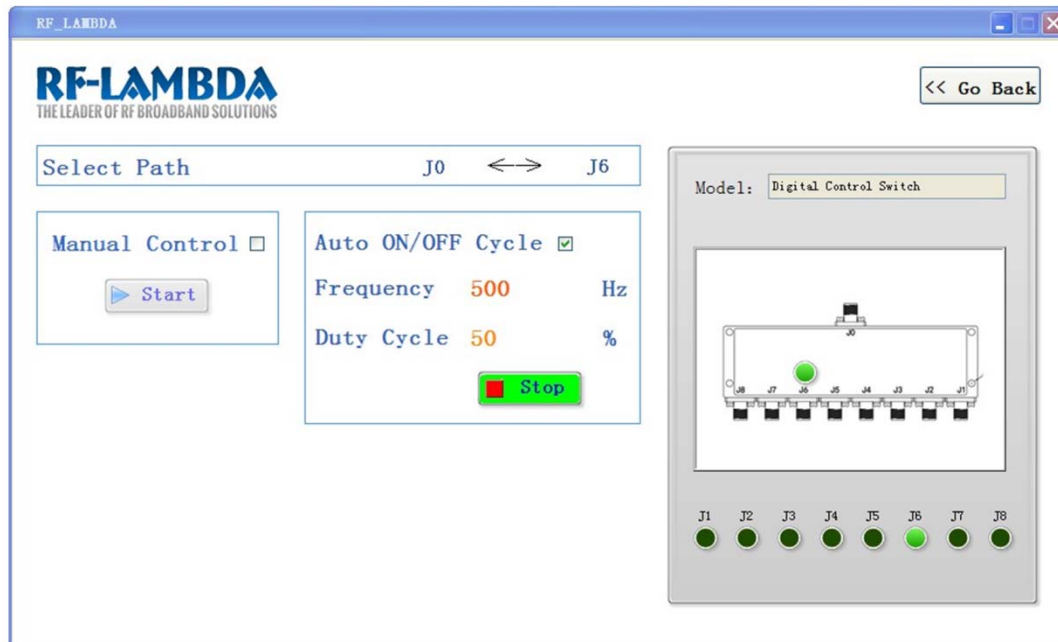 RF_LAMBDA
RF-LAMBDA
THE LEADER OF RF BROADBAND SOLUTIONS
<< Go Back
Select Path J0 <--> J6
Manual Control
Start
Auto ON/OFF Cycle
Frequency 500 Hz
Duty Cycle 50 %
Stop
Model: Digital Control Switch
J0
J8 J7 J6 J5 J4 J3 J2 J1
J1 J2 J3 J4 J5 J6 J7 J8